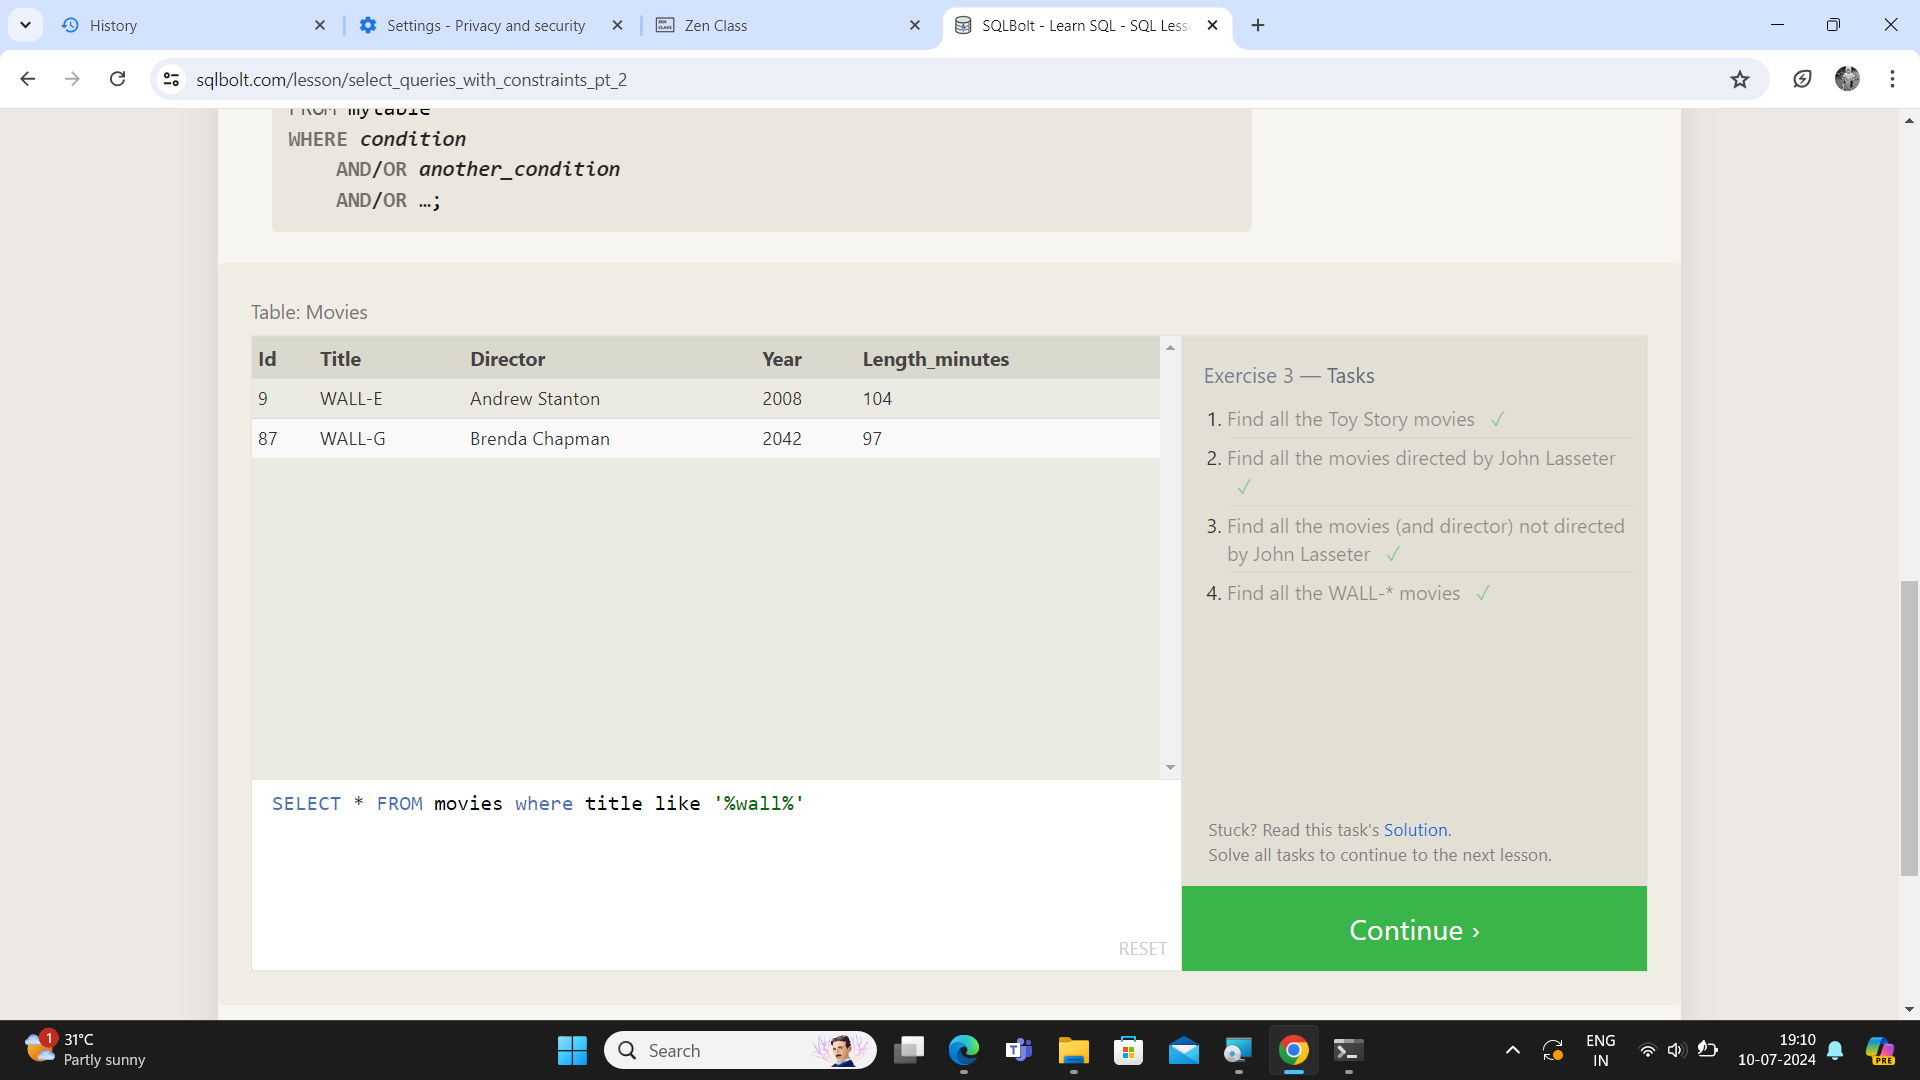 History
Settings - Privacy and security
Zen Class
SQLBolt - Learn SQL - SQL Less
sqlbolt.com/lesson/select_queries_with_constraints_pt_2
FROM mytable
WHERE condition
AND/OR another_condition
AND/OR …;
Table: Movies
Id Title Director Year Length_minutes
9 WALL-E Andrew Stanton 2008 104
87 WALL-G Brenda Chapman 2042 97
SELECT * FROM movies where title like '%wall%'
RESET
Exercise 3 — Tasks
1. Find all the Toy Story movies ✓
2. Find all the movies directed by John Lasseter
✓
3. Find all the movies (and director) not directed
by John Lasseter ✓
4. Find all the WALL-* movies ✓
Stuck? Read this task's Solution.
Solve all tasks to continue to the next lesson.
Continue ›
1
31°C
Partly sunny
Search
ENG
IN
19:10
10-07-2024
PRE